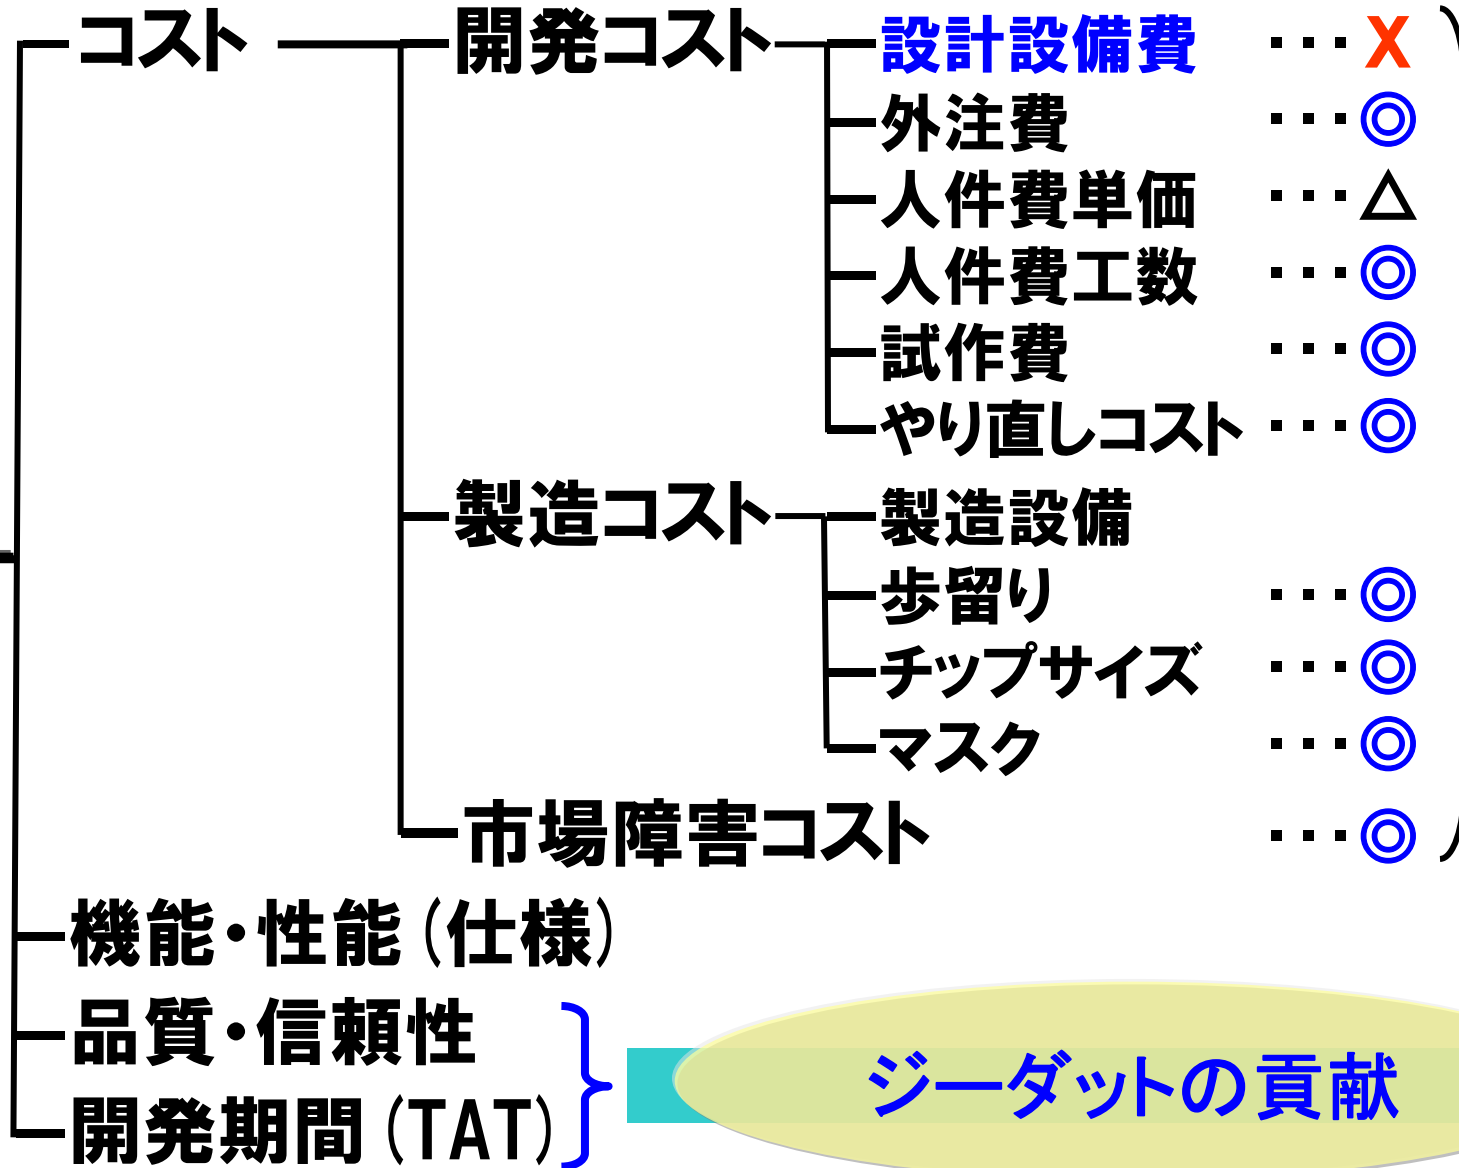 コスト 開発コスト 設計設備費 ・・・ X
外注費 ・・・ ◎
人件費単価 ・・・ △
人件費工数 ・・・ ◎
試作費 ・・・ ◎
やり直しコスト ・・・ ◎
製造コスト 製造設備
歩留り ・・・ ◎
チップサイズ ・・・ ◎
マスク ・・・ ◎
市場障害コスト ・・・ ◎
機能・性能(仕様)
品質・信頼性
開発期間(TAT)
ジーダットの貢献